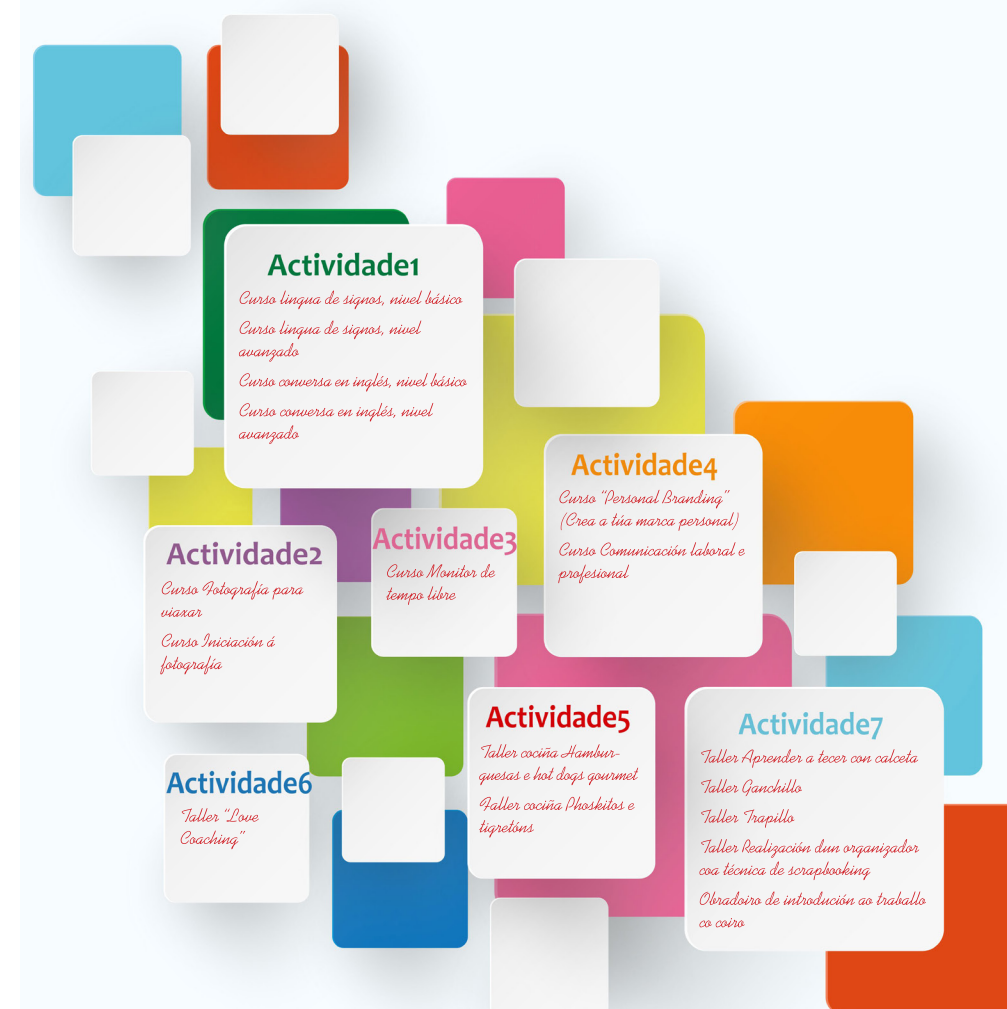 Actividade1
Curso lingua de signos, nivel básico
Curso lingua de signos, nivel
avanzado
Curso conversa en inglés, nivel básico
Curso conversa en inglés, nivel
avanzado
Actividade2
Curso Fotografía para
viaxar
Curso Iniciación á
fotografía
Actividade3
Curso Monitor de
tempo libre
Actividade4
Curso "Personal Branding"
(Crea a túa marca personal)
Curso Comunicación laboral e
profesional
Actividade5
Taller cociña Hambur-
guesas e hot dogs gourmet
Faller cociña Phoskitos e
tigretóns
Actividade6
Taller "Love
Coaching"
Actividade7
Taller Aprender a tecer con calceta
Taller Ganchillo
Taller Trapillo
Taller Realización dun organizador
coa técnica de scrapbooking
Obradoiro de introdución ao traballo
co coiro